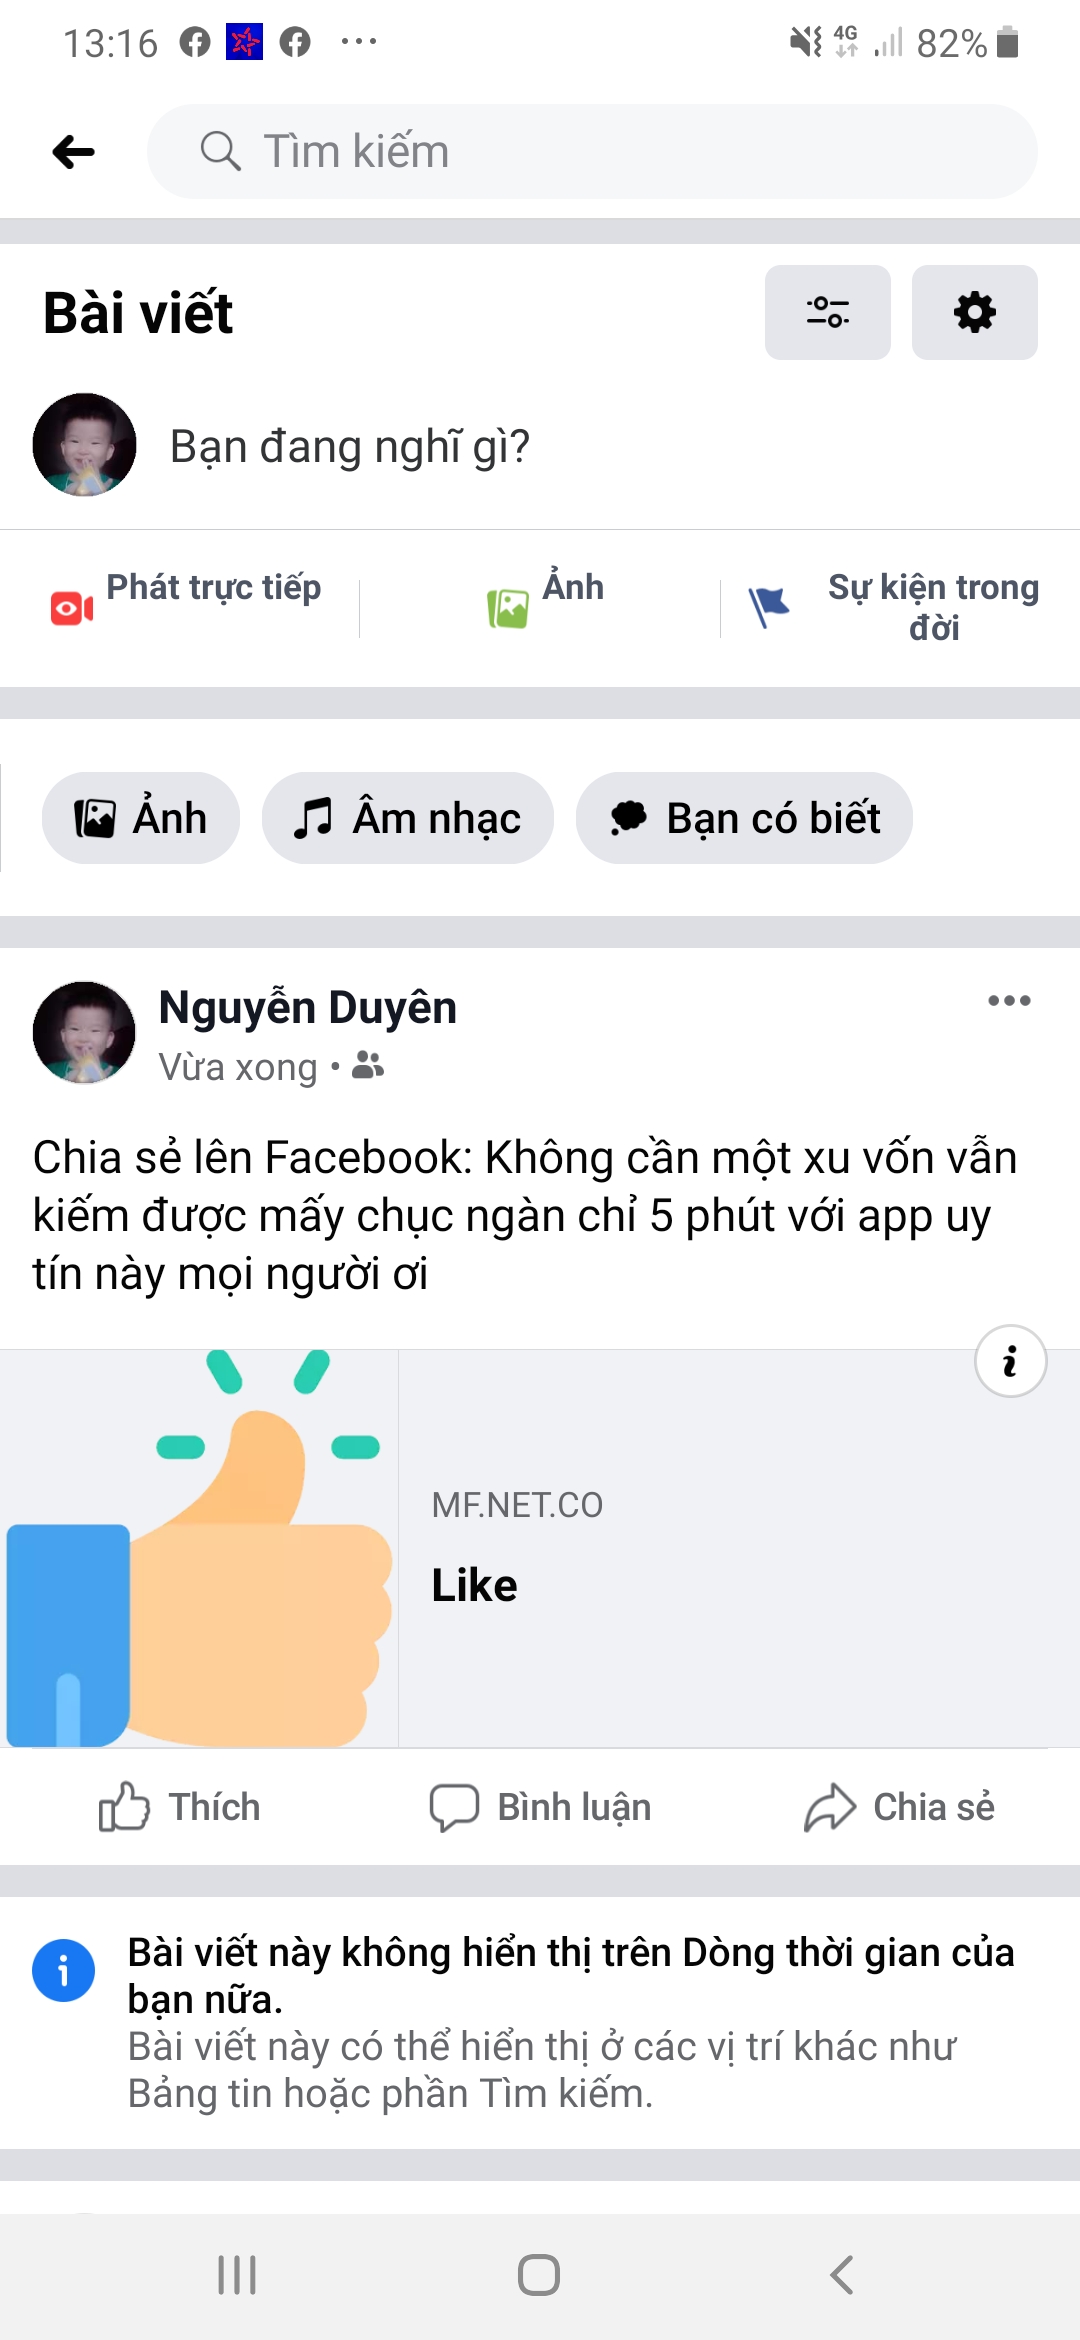 13:16 4G 82%
Tìm kiếm
Bài viết
Bạn đang nghĩ gì?
Phát trực tiếp
Ảnh
Sự kiện trong
đời
Ảnh
Âm nhạc
Bạn có biết
Nguyễn Duyên
Vừa xong
Chia sẻ lên Facebook: Không cần một xu vốn vẫn
kiếm được mấy chục ngàn chỉ 5 phút với app uy
tín này mọi người ơi
MF.NET.CO
Like
Thích
Bình luận
Chia sẻ
Bài viết này không hiển thị trên Dòng thời gian của
bạn nữa.
Bài viết này có thể hiển thị ở các vị trí khác như
Bảng tin hoặc phần Tìm kiếm.